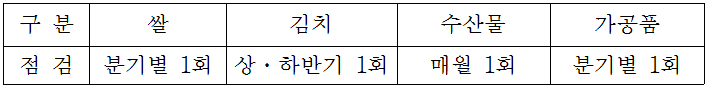 구 분 쌀 김치 수산물 가공품
점 검 분기별 1회 상·하반기 1회 매월 1회 분기별 1회